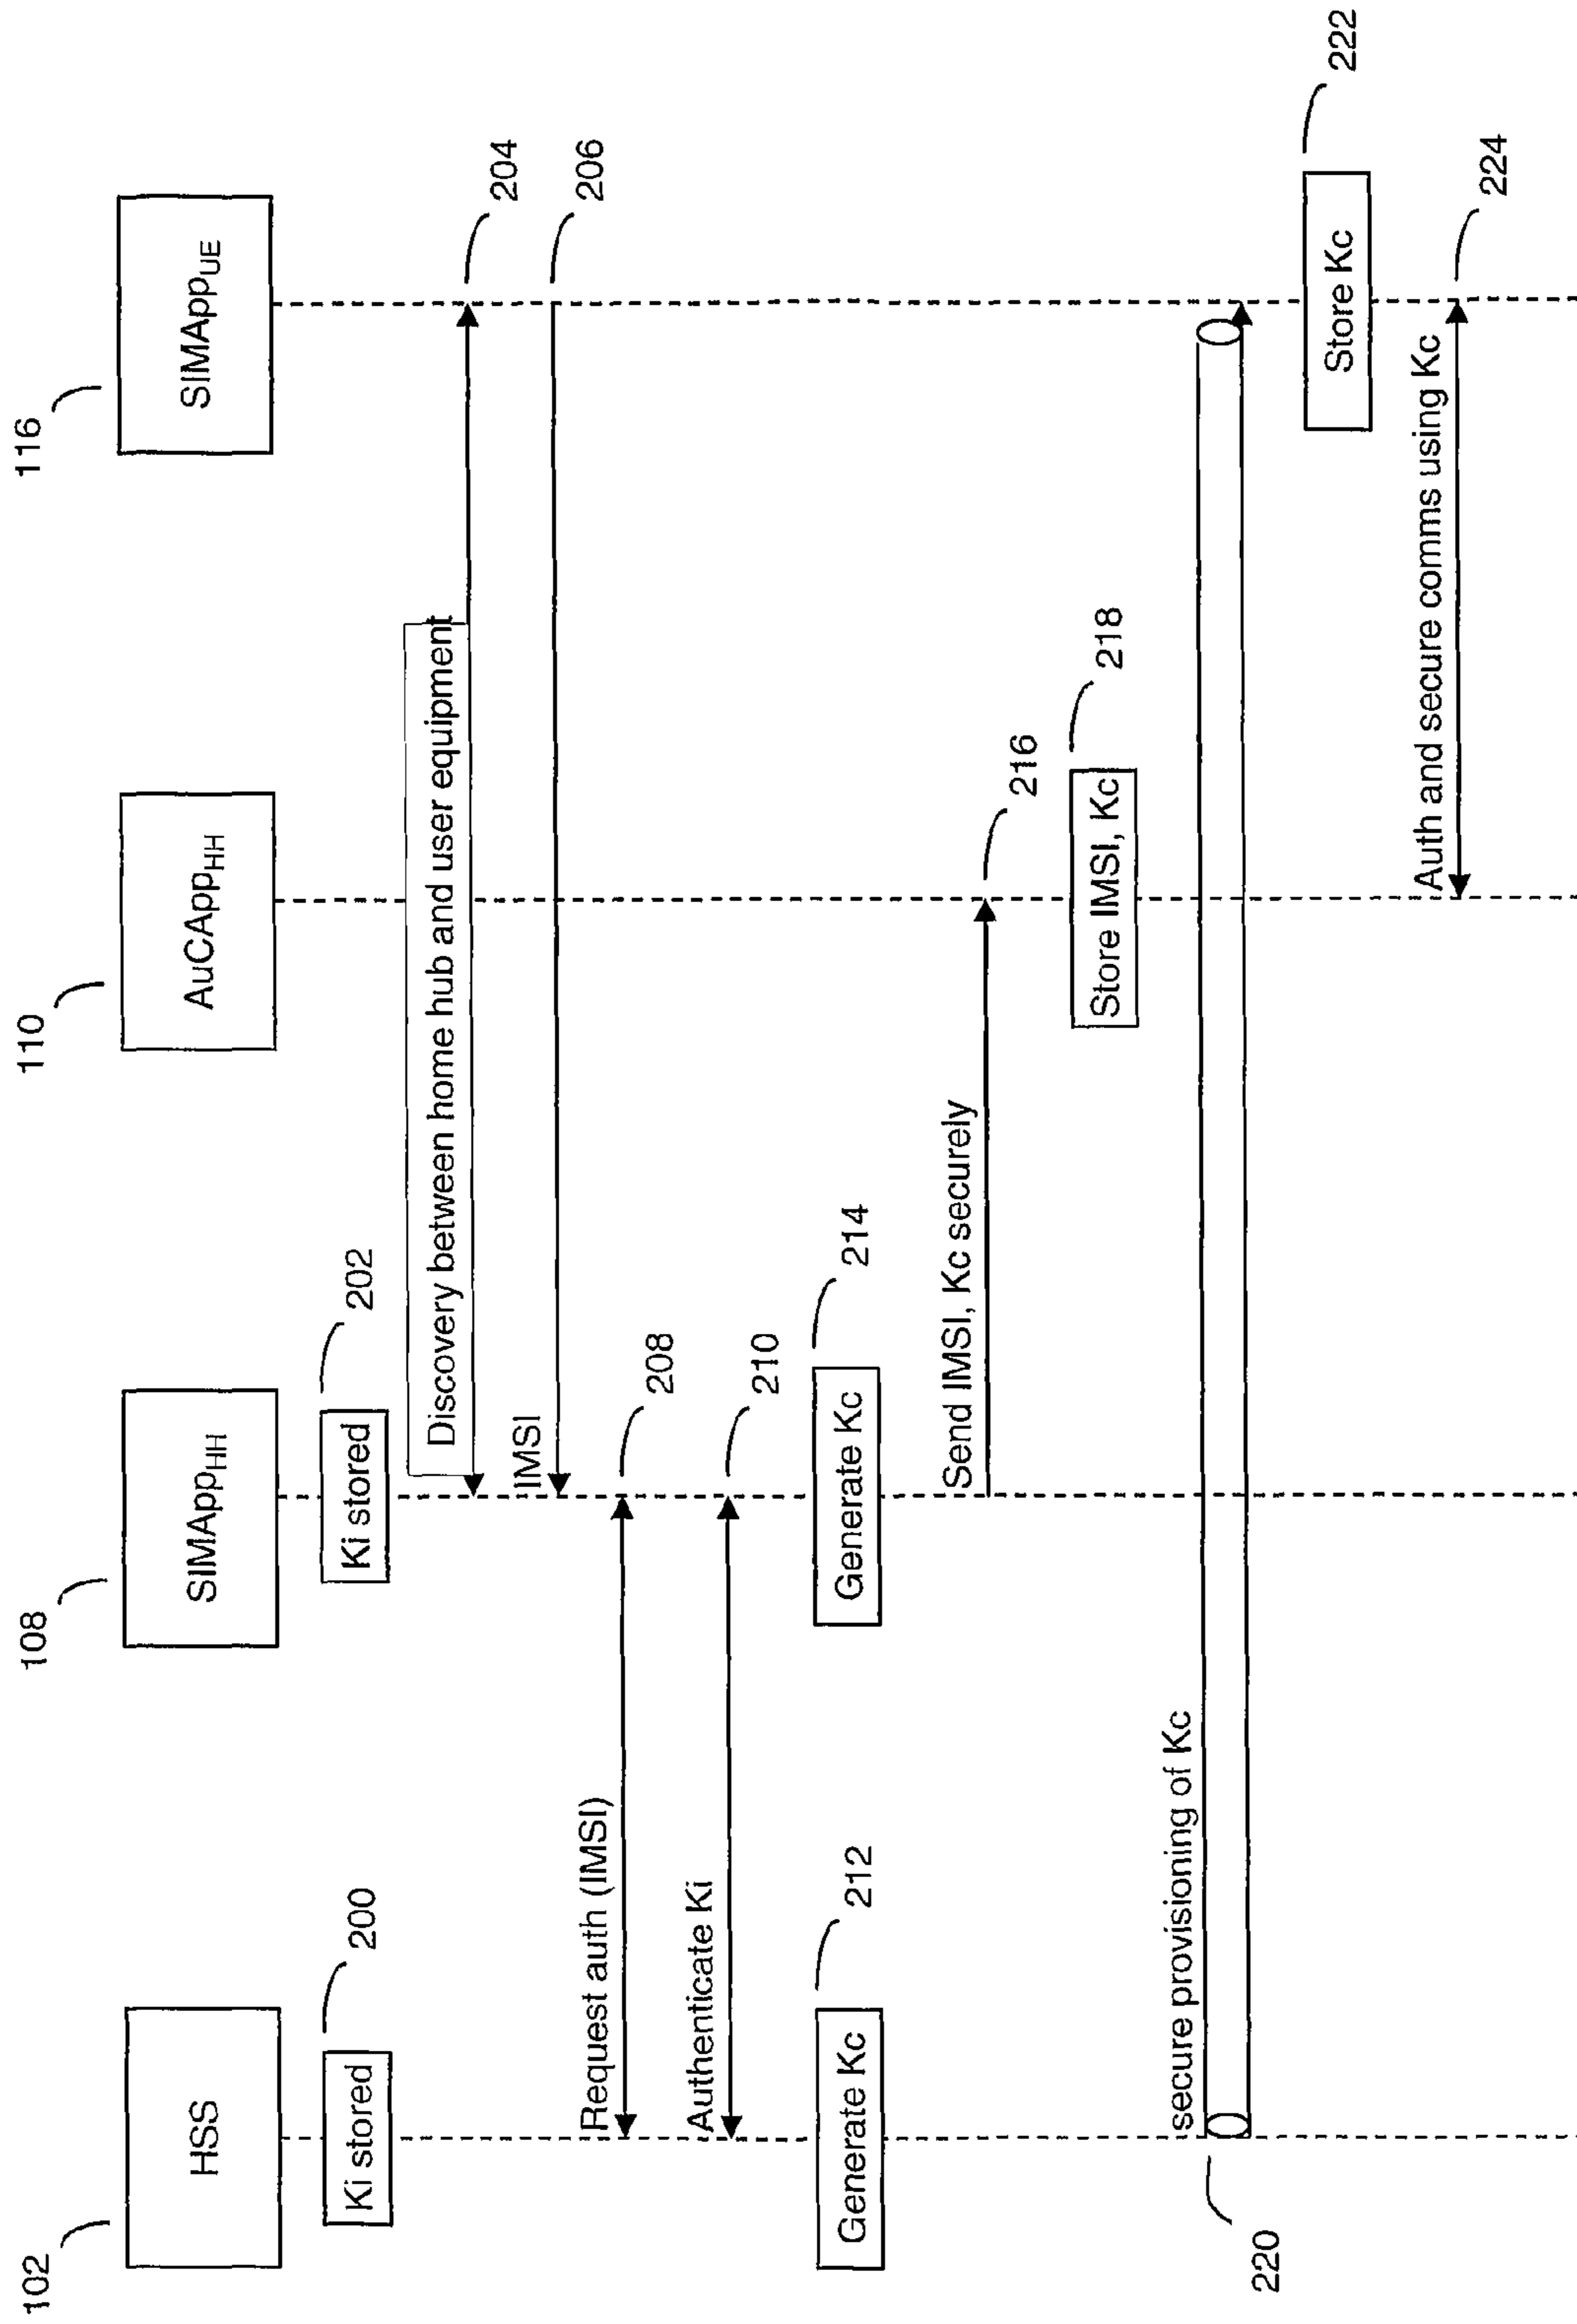 102
HSS
108
SIMAppHH
110
AuCAppHH
116
SIMAppUE
Ki stored
200
Ki stored
202
Discovery between home hub and user equipment
204
IMSI
206
Request auth (IMSI)
208
Authenticate Ki
210
Generate Kc
212
Generate Kc
214
Send IMSI, Kc securely
216
Store IMSI, Kc
218
secure provisioning of Kc
220
Store Kc
222
Auth and secure comms using Kc
224